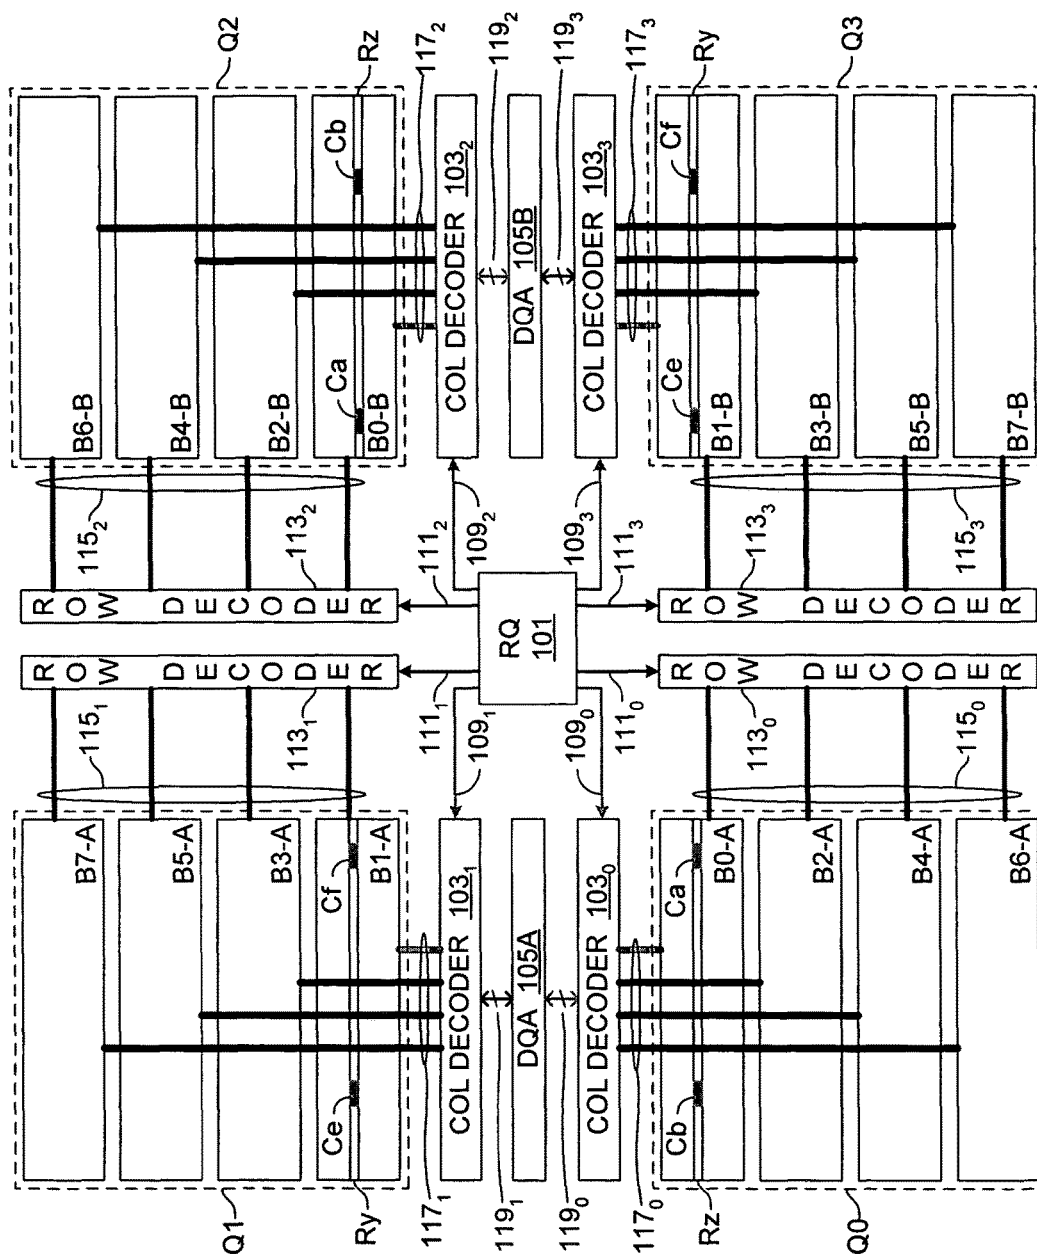 Q1
B7-A
B5-A
B3-A
B1-A
Cf
Ce
Ry
115₁
ROW DECODER
113₁
111₁
109₁
117₁
COL DECODER 103₁
119₁
DQA 105A
119₀
COL DECODER 103₀
117₀
109₀
111₀
RQ
101
ROW DECODER
113₀
115₀
Ca
Cb
Rz
B0-A
B2-A
B4-A
B6-A
Q0
Q2
B6-B
B4-B
B2-B
B0-B
Ca
Cb
Rz
115₂
ROW DECODER
113₂
111₂
109₂
117₂
COL DECODER 103₂
119₂
DQA 105B
119₃
COL DECODER 103₃
117₃
109₃
111₃
ROW DECODER
113₃
115₃
Ce
Cf
Ry
B1-B
B3-B
B5-B
B7-B
Q3